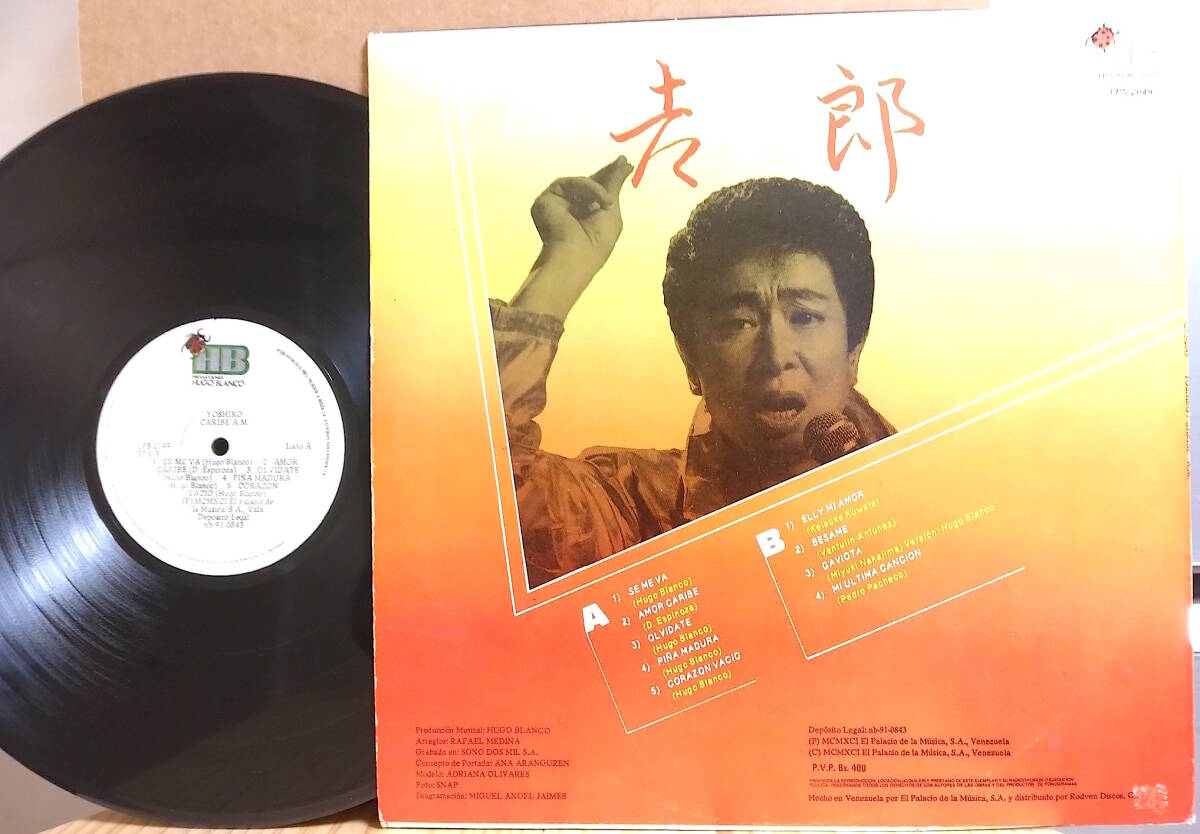 HB
PRODUCCIONES
HUGO BLANCO
YOSHIRO
CARIBE A.M
LPS 2049
Lado A
33 1/3
1. SE ME VA (Hugo Blanco) 2. AMOR
CARIBE (D. Espinoza) 3. OLVIDATE
(Hugo Blanco) 4. PIÑA MADURA
(Hugo Blanco) 5. CORAZON
VACIO (Hugo Blanco)
(P) MCMXCI El Palacio de
la Musica, S.A., Vzla.
Depósito Legal
nb-91-0843
吉郎
LPS-2049
A
1) SE ME VA
(Hugo Blanco)
2) AMOR CARIBE
(D. Espinoza)
3) OLVIDATE
(Hugo Blanco)
4) PIÑA MADURA
(Hugo Blanco)
5) CORAZON VACIO
(Hugo Blanco)
B
1) ELLY MI AMOR
(Keisuke Kuwata)
2) BESAME
(Vanfulin-Antunes)
3) GAVIOTA
(Miyuki Nakajima) Versión: Hugo Blanco
4) MI ULTIMA CANCION
(Pedro Pacheco)
Producción Musical: HUGO BLANCO
Arreglos: RAFAEL MEDINA
Grabado en: SONO DOS MIL S.A.
Concepto de Portada: ANA ARANGUREN
Modelo: ADRIANA OLIVARES
Foto: SNAP
Diagramación: MIGUEL ANGEL JAIMES
Depósito Legal: nb-91-0843
(P) MCMXCI El Palacio de la Música, S.A., Venezuela
(C) MCMXCI El Palacio de la Música, S.A., Venezuela
P.V.P. Bs. 400
Hecho en Venezuela por El Palacio de la Música, S.A. y distribuido por Rodven Discos, C.A.